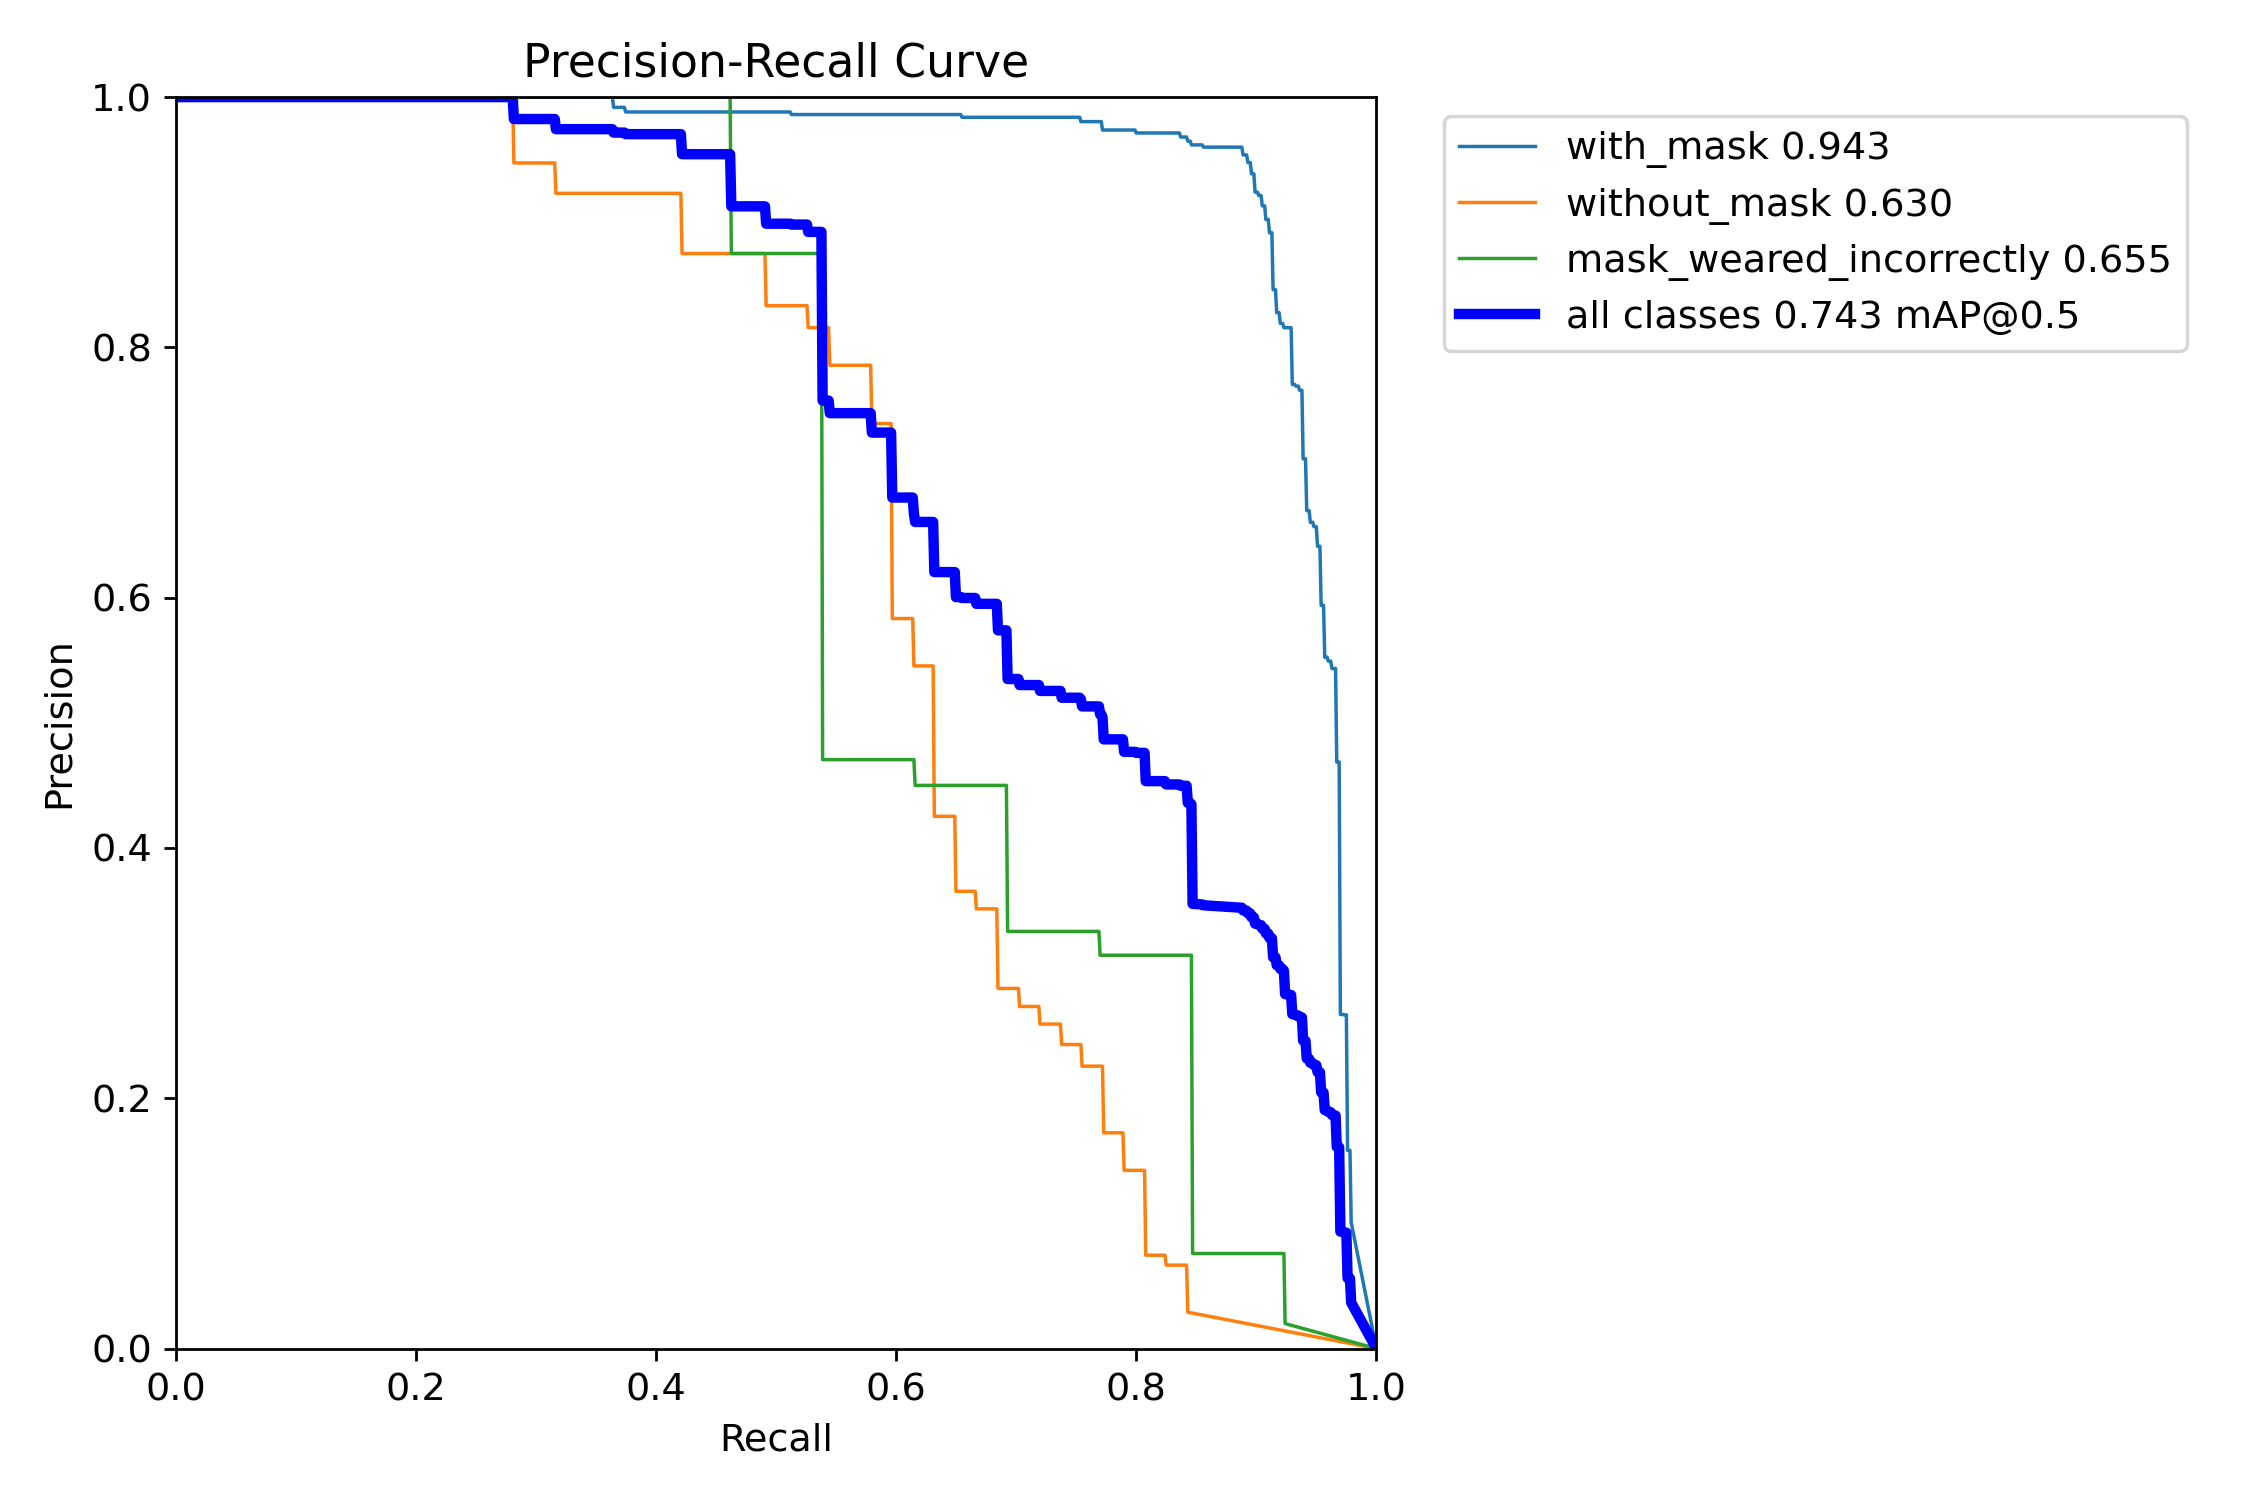 Precision-Recall Curve
1.0
0.8
0.6
0.4
0.2
0.0
Precision
0.0 0.2 0.4 0.6 0.8 1.0
Recall
with_mask 0.943
without_mask 0.630
mask_weared_incorrectly 0.655
all classes 0.743 mAP@0.5